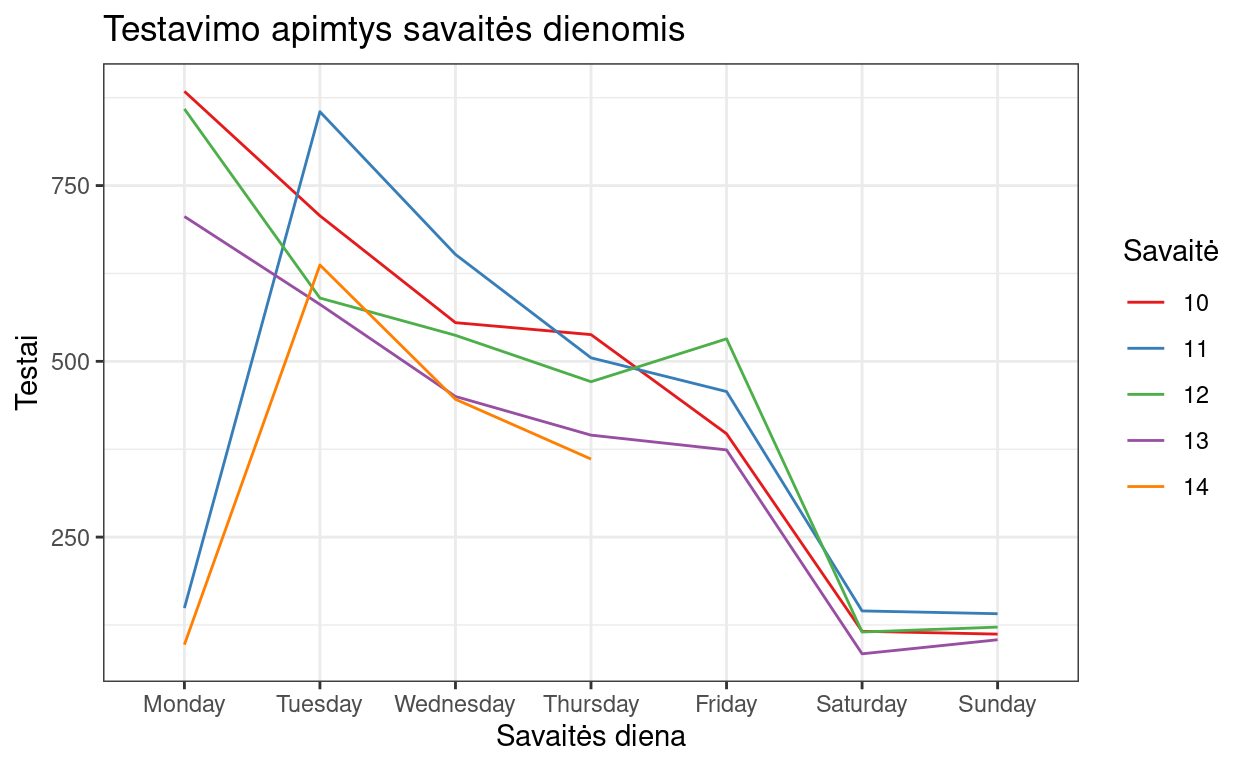 Testavimo apimtys savaitės dienomis
Testai
750
500
250
Monday Tuesday Wednesday Thursday Friday Saturday Sunday
Savaitės diena
Savaitė
10
11
12
13
14